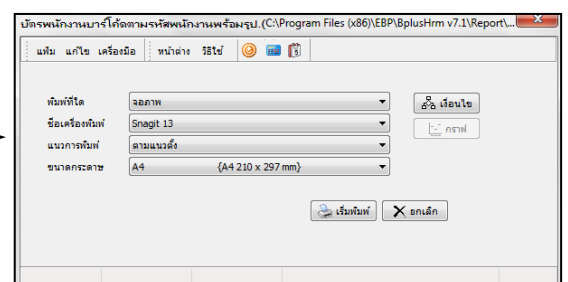 บัตรพนักงานบาร์โค้ดตามรหัสพนักงานพร้อมรูป.(C:\Program Files (x86)\EBP\BplusHrm v7.1\Report\...
แฟ้ม แก้ไข เครื่องมือ หน้าต่าง วิธีใช้
พิมพ์ที่ใด จอภาพ เงื่อนไข
ชื่อเครื่องพิมพ์ Snagit 13 กราฟ
แนวการพิมพ์ ตามแนวตั้ง
ขนาดกระดาษ A4 {A4 210 x 297 mm}
เริ่มพิมพ์ ยกเลิก